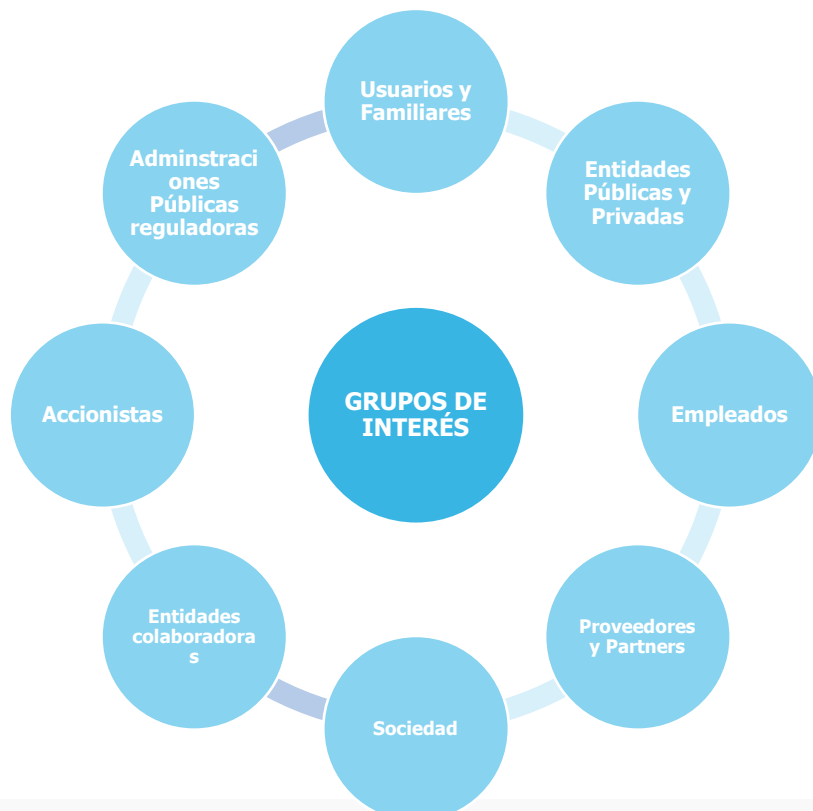 Usuarios y
Familiares
Entidades
Públicas y
Privadas
Empleados
Proveedores
y Partners
Sociedad
Entidades
colaboradora
s
Accionistas
Adminstraci
ones
Públicas
reguladoras
GRUPOS DE
INTERÉS